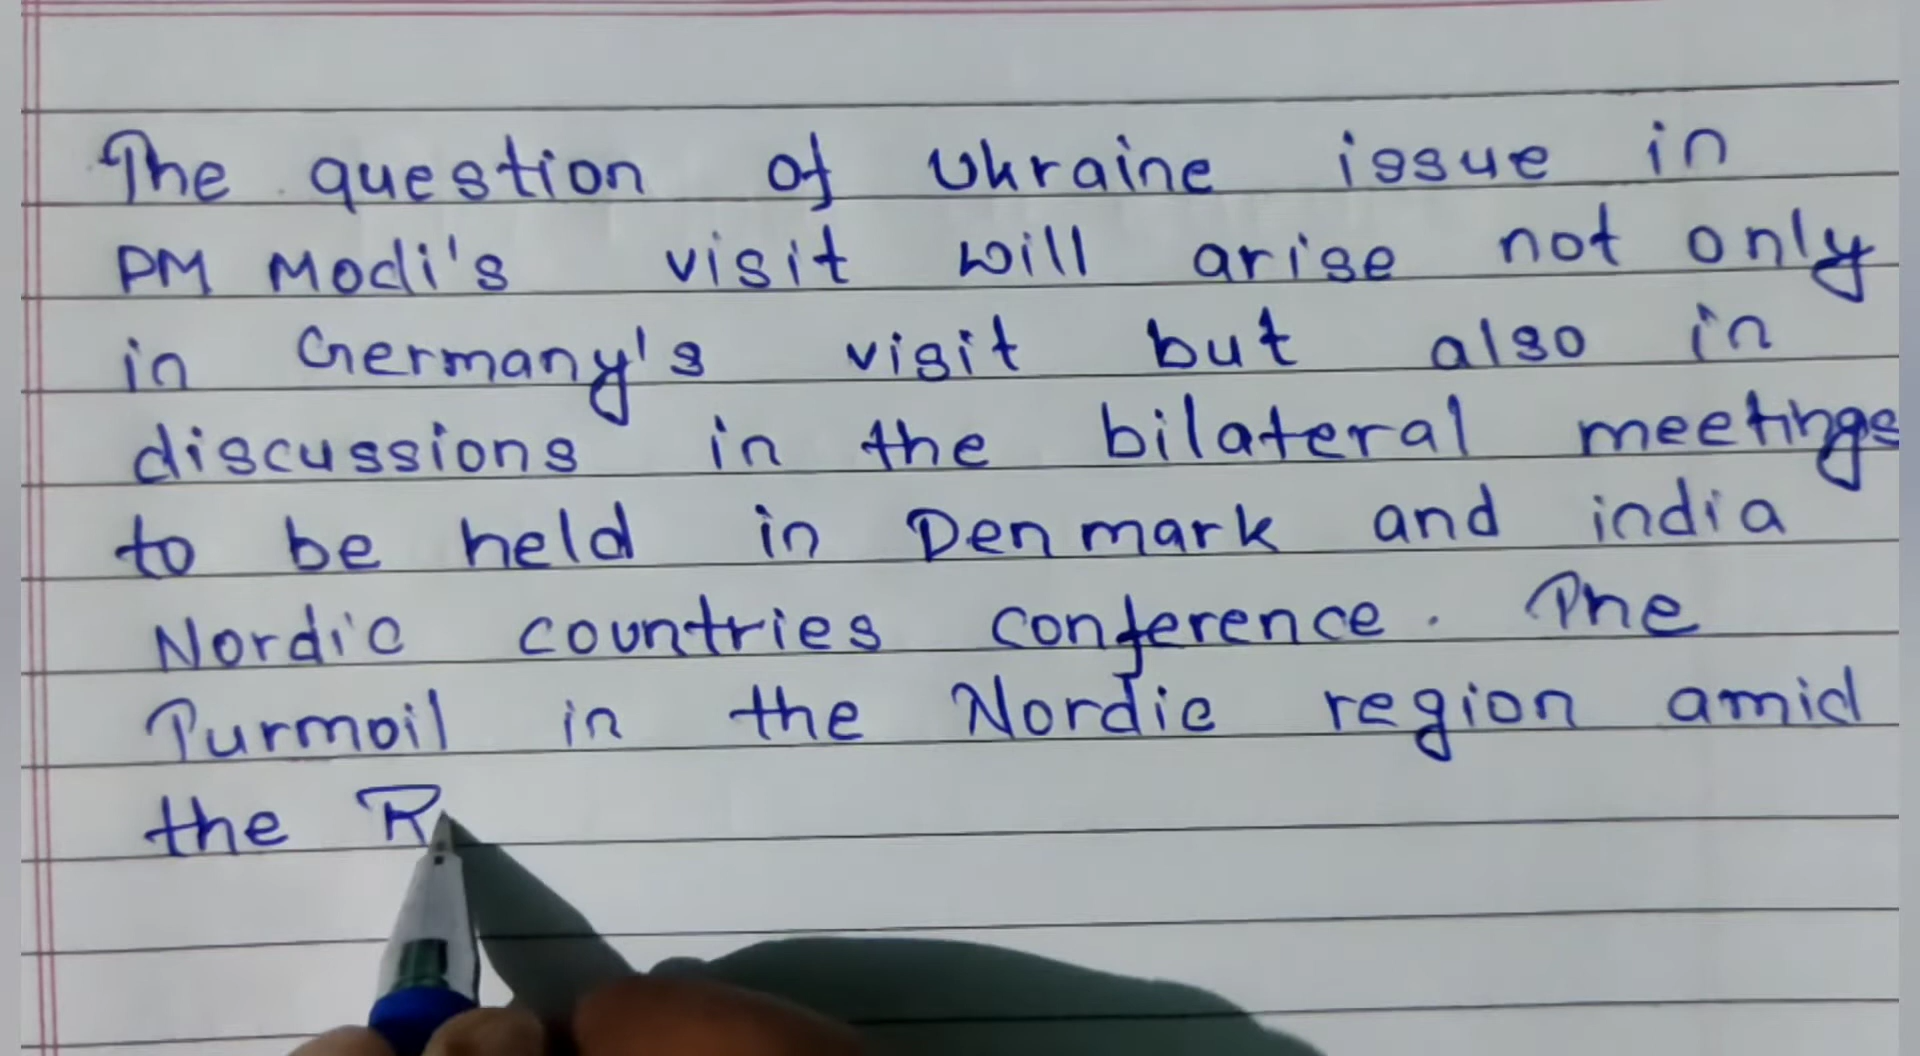 The question of Ukraine issue in
PM Modi's visit will arise not only
in Germany's visit but also in
discussions in the bilateral meetings
to be held in Denmark and india
Nordic countries conference. The
Turmoil in the Nordic region amid
the R